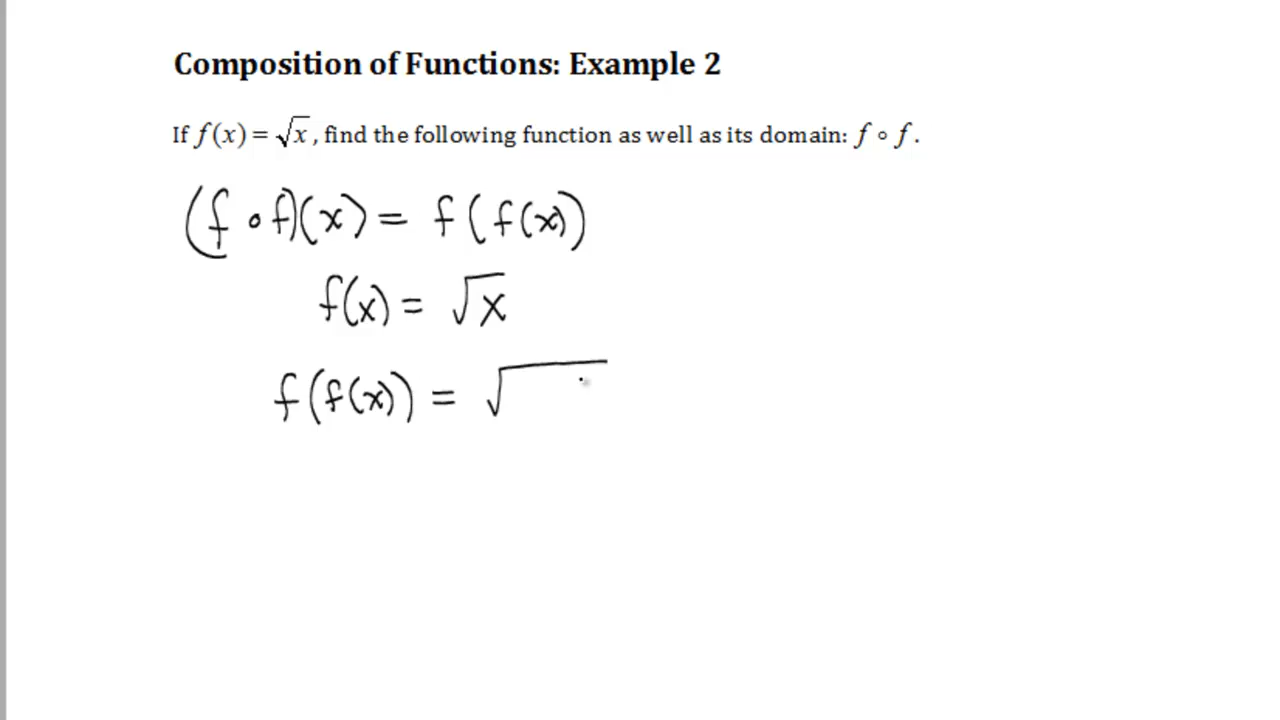 Composition of Functions: Example 2
If f(x) = √x, find the following function as well as its domain: f ∘ f.
(f ∘ f)(x) = f(f(x))
f(x) = √x
f(f(x)) = √